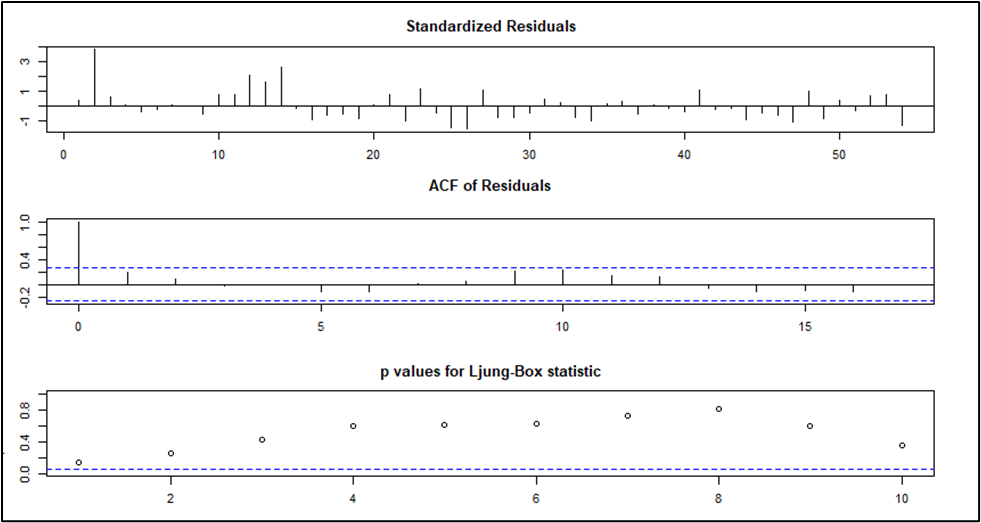 Standardized Residuals
3
1
-1
0 10 20 30 40 50
ACF of Residuals
1.0
0.4
-0.2
0 5 10 15
p values for Ljung-Box statistic
0.8
0.4
0.0
2 4 6 8 10